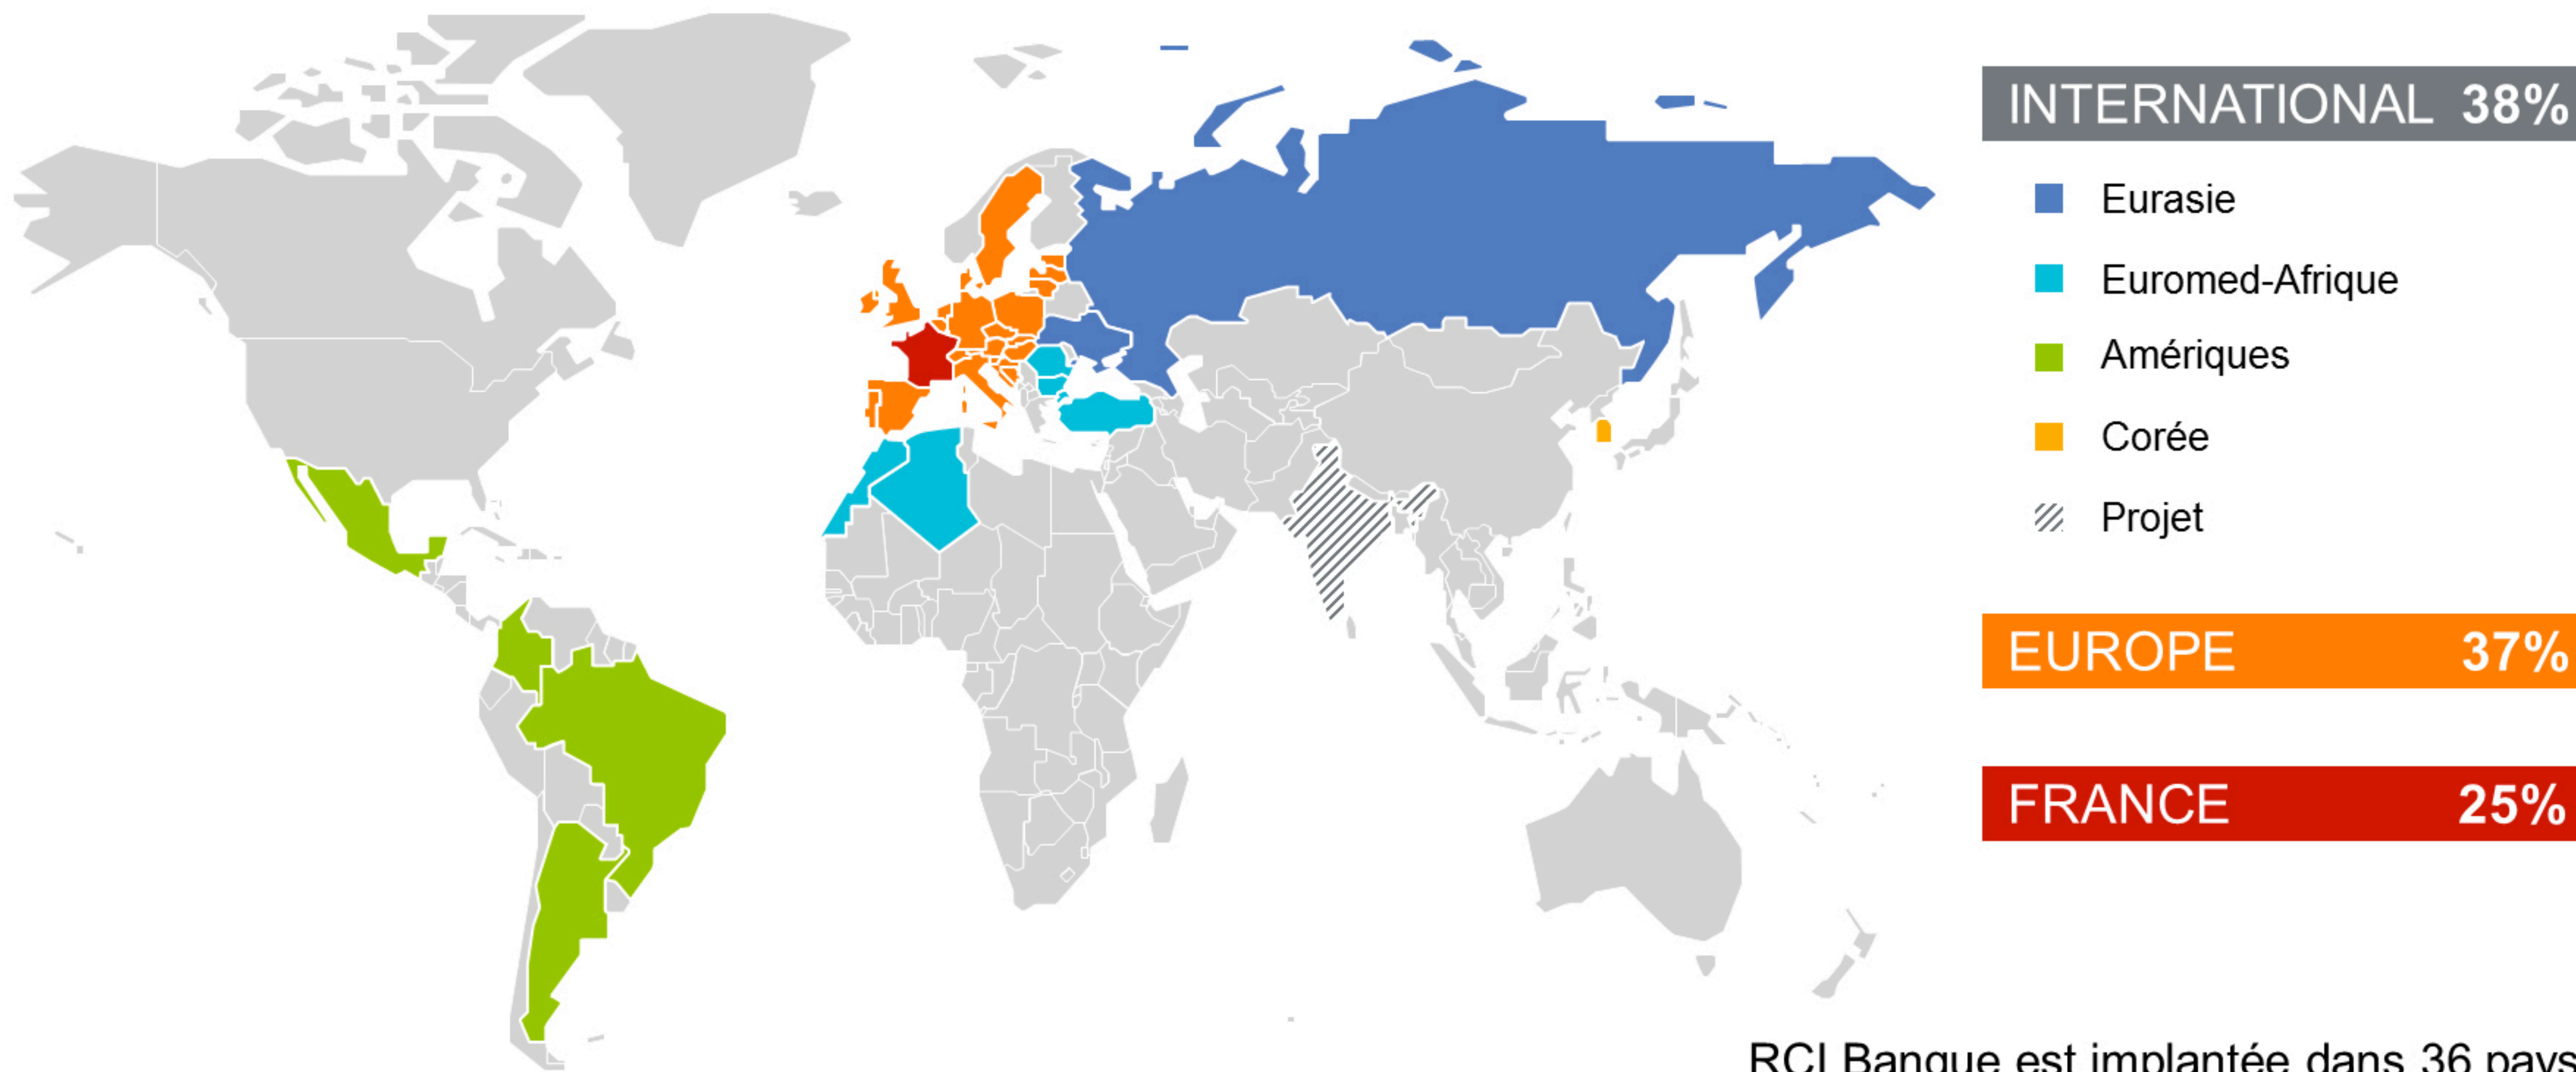 INTERNATIONAL 38%
Eurasie
Euromed-Afrique
Amériques
Corée
Projet
EUROPE 37%
FRANCE 25%
RCI Banque est implantée dans 36 pays